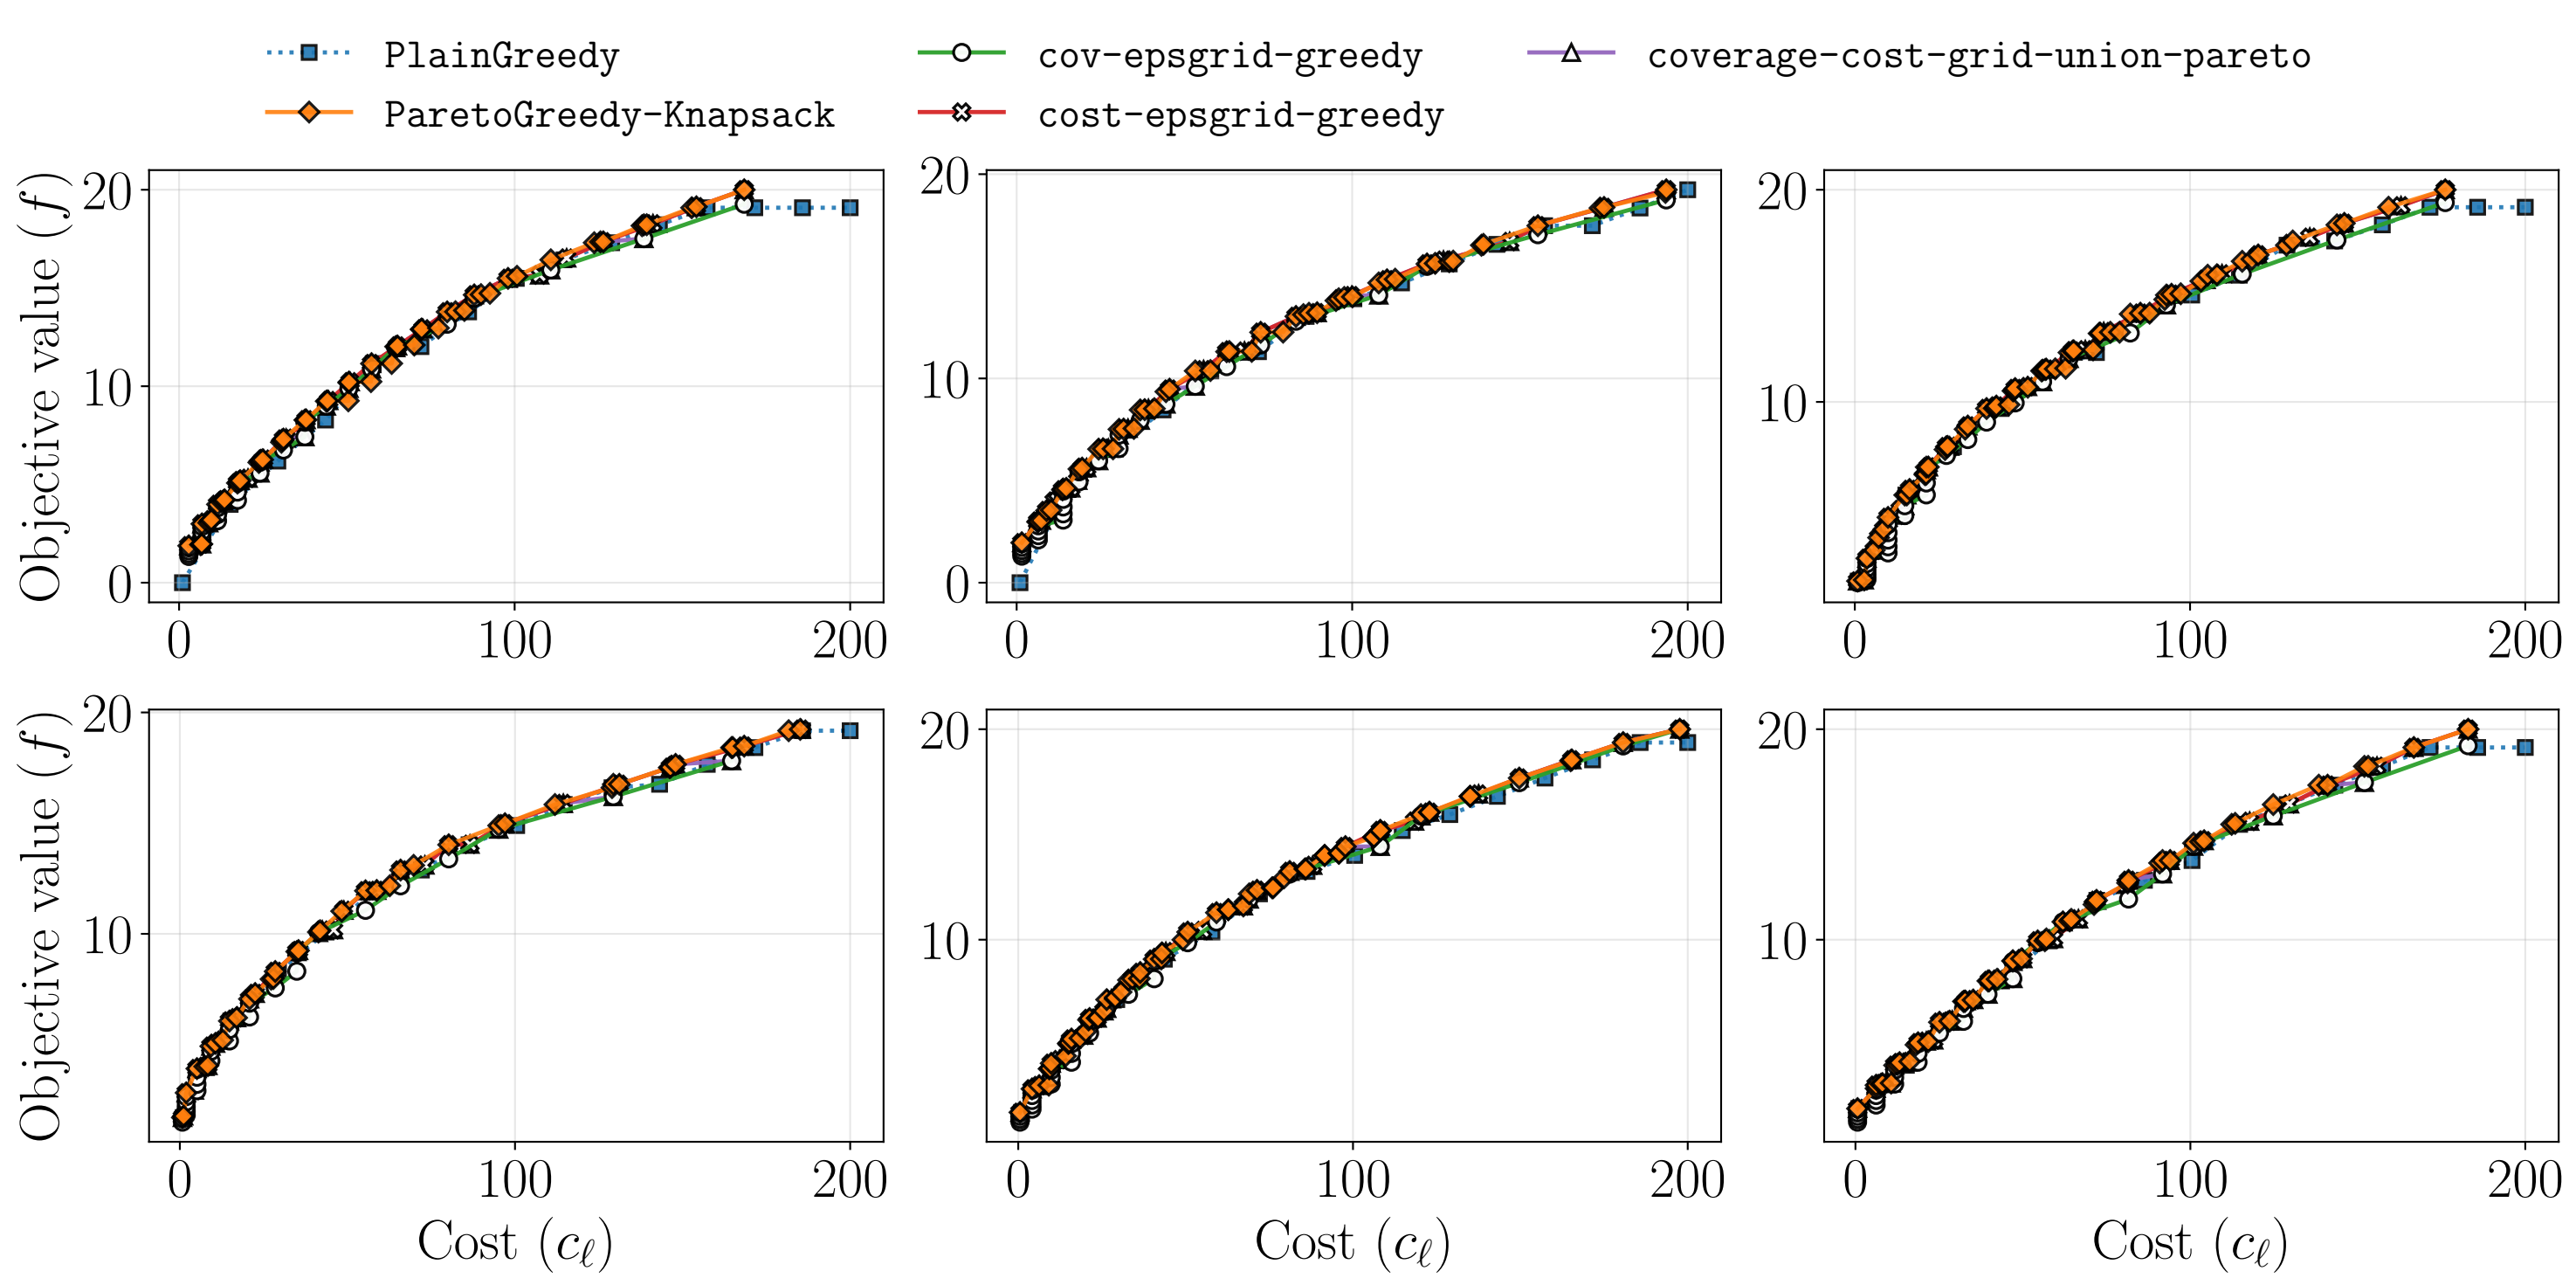 PlainGreedy cov-epsgrid-greedy coverage-cost-grid-union-pareto
ParetoGreedy-Knapsack cost-epsgrid-greedy
Objective value (f)
20
10
0
0 100 200
20
10
0
0 100 200
20
10
0 100 200
Objective value (f)
20
10
0 100 200
Cost (cℓ)
20
10
0 100 200
Cost (cℓ)
20
10
0 100 200
Cost (cℓ)